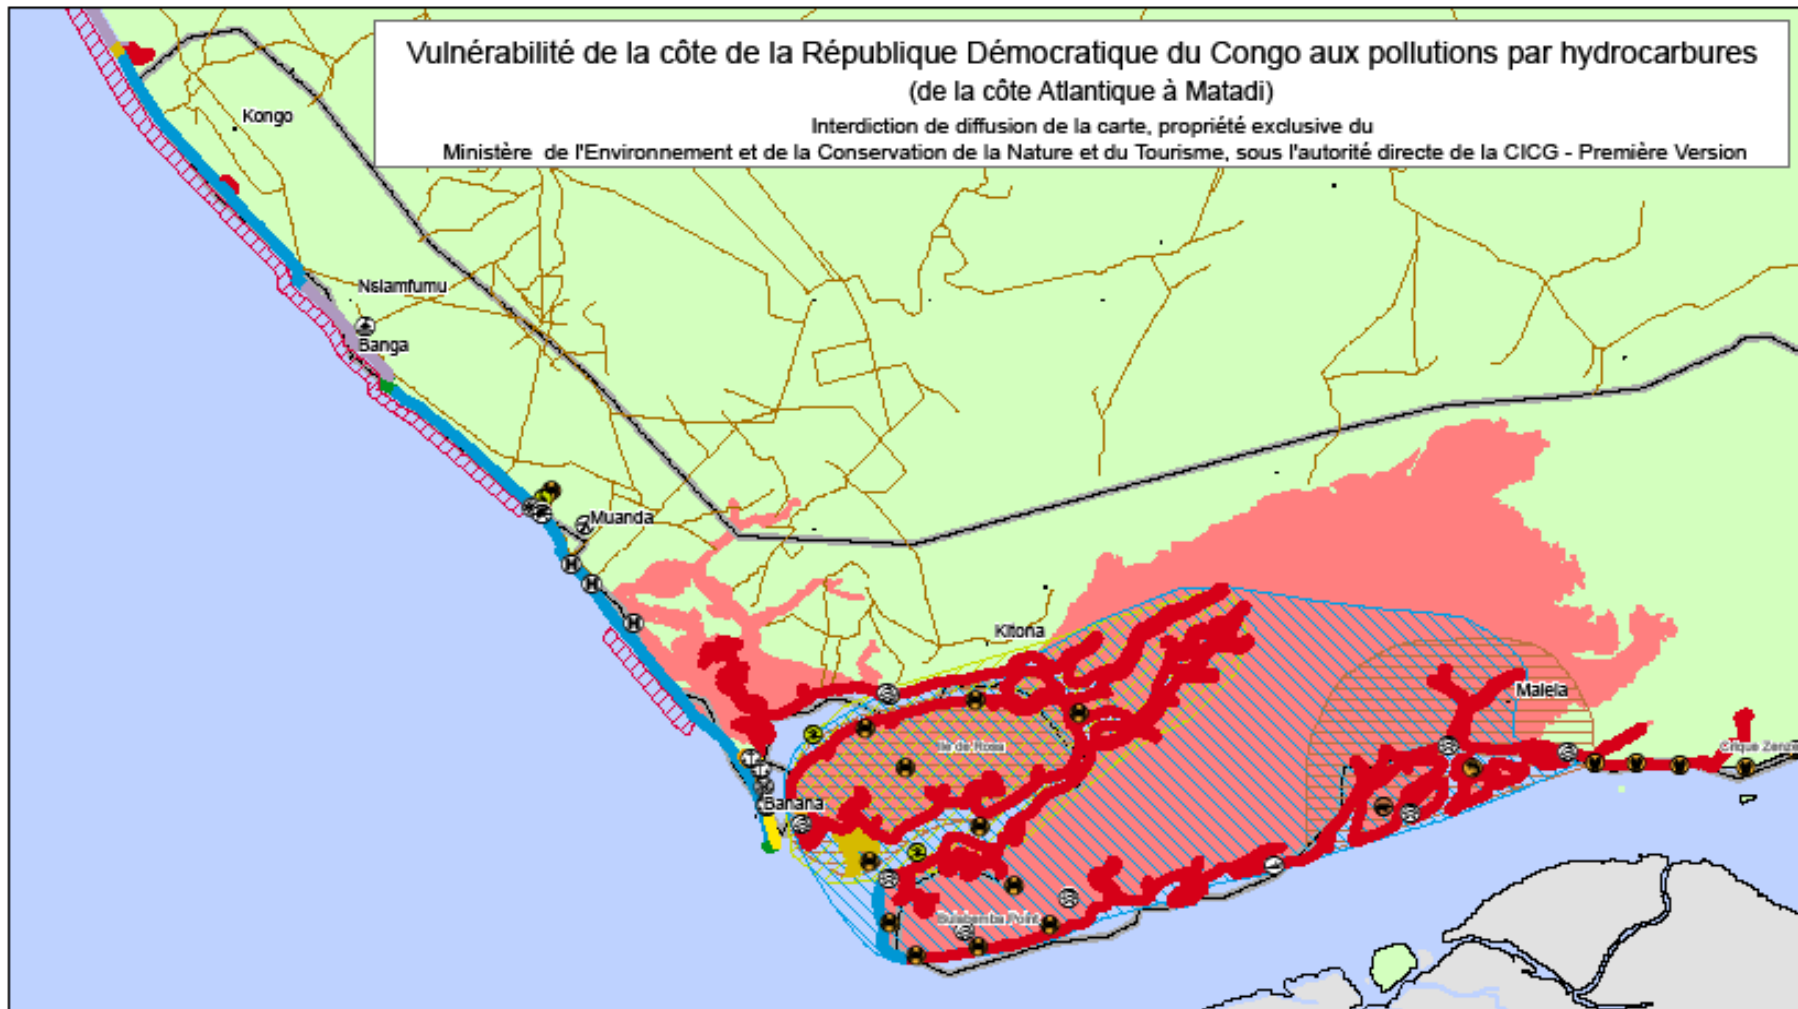 Vulnérabilité de la côte de la République Démocratique du Congo aux pollutions par hydrocarbures
(de la côte Atlantique à Matadi)
Interdiction de diffusion de la carte, propriété exclusive du
Ministère de l'Environnement et de la Conservation de la Nature et du Tourisme, sous l'autorité directe de la CICG - Première Version
Kongo
Nsiamfumu
Banga
Muanda
Kitona
Malela
Ile de Rosa
Crique Zenze
Banana
Bulabemba Point